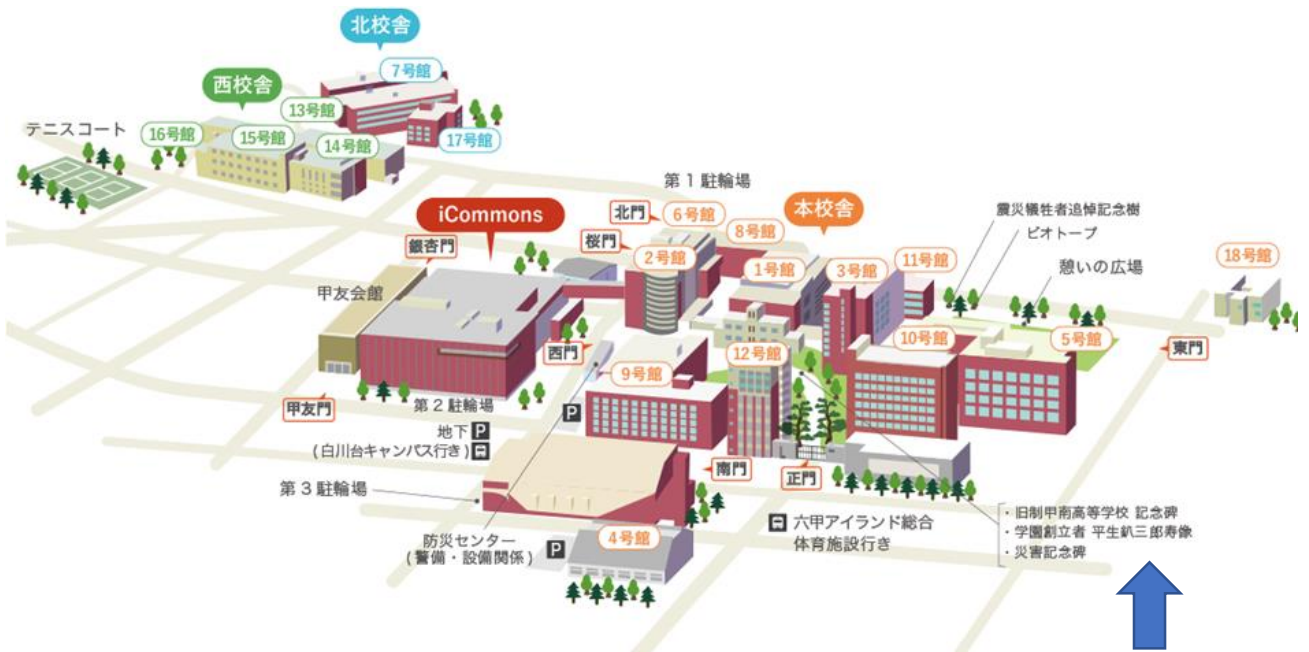 北校舎
7号館
西校舎
13号館
テニスコート
16号館
15号館
14号館
17号館
第1駐輪場
iCommons
北門
6号館
本校舎
震災犠牲者追悼記念樹
ビオトープ
銀杏門
桜門
8号館
2号館
1号館
3号館
11号館
憩いの広場
18号館
甲友会館
西門
12号館
10号館
5号館
東門
9号館
甲友門
第2駐輪場
P
地下 P
(白川台キャンパス行き)
南門
正門
第3駐輪場
・旧制甲南高等学校 記念碑
・学園創立者 平生釟三郎寿像
・災害記念碑
六甲アイランド総合
体育施設行き
防災センター
(警備・設備関係)
P
4号館